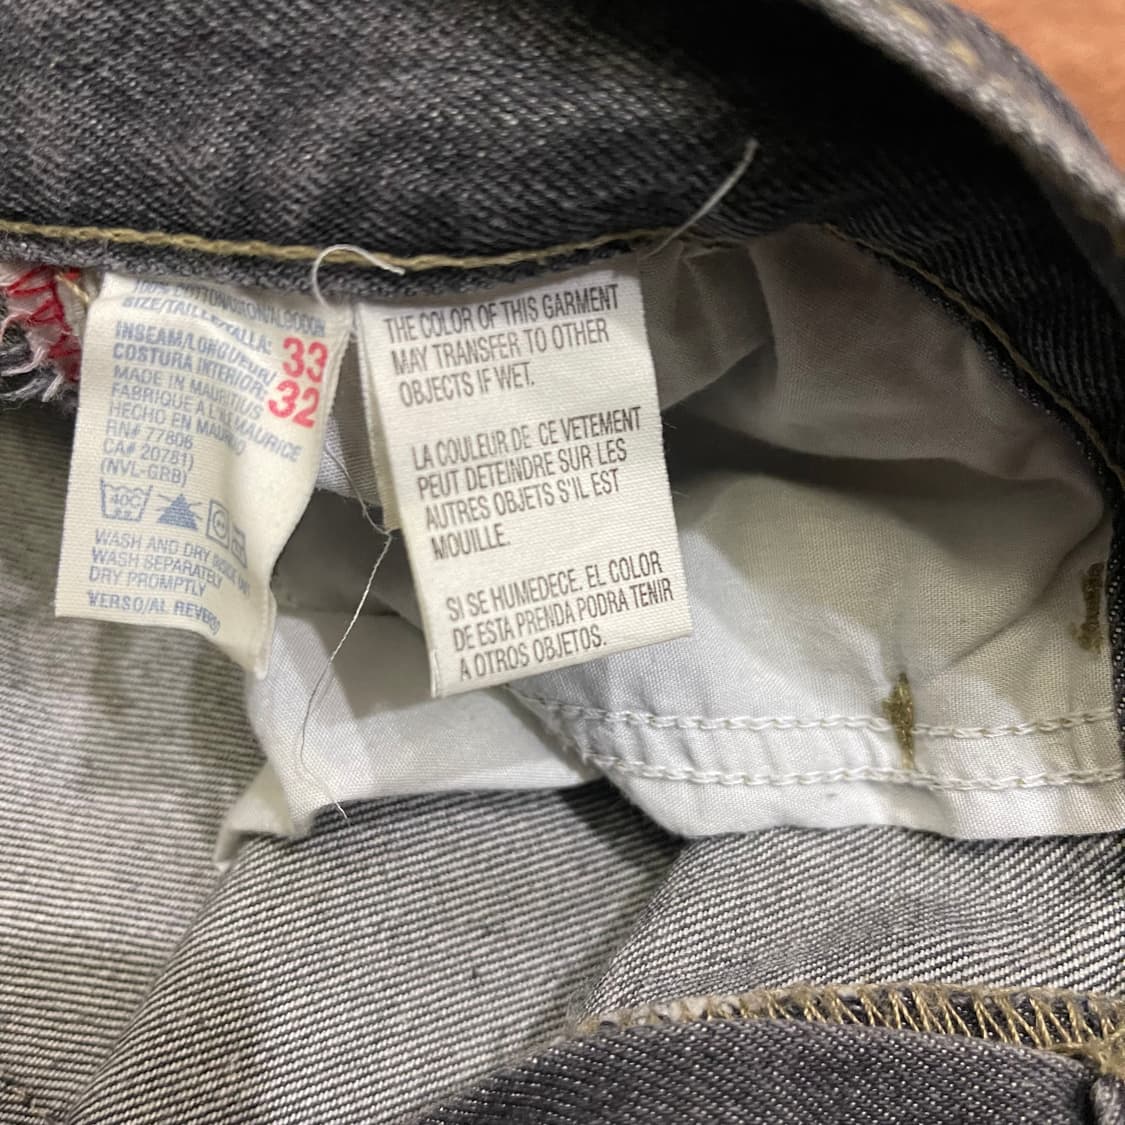 100% COTTON/COTON/ALGODON
SIZE/TAILLE/TALLA: 33
INSEAM/LONGUEUR/
COSTURA INTERIOR: 32
MADE IN MAURITIUS
FABRIQUE A L'ILE MAURICE
HECHO EN MAURICIO
RN# 77806
CA# 20781)
(NVL-GRB)
40C
WASH AND DRY INSIDE OUT
WASH SEPARATELY
DRY PROMPTLY
VERSO/AL REVERSO
THE COLOR OF THIS GARMENT
MAY TRANSFER TO OTHER
OBJECTS IF WET.
LA COULEUR DE CE VETEMENT
PEUT DETEINDRE SUR LES
AUTRES OBJETS S'IL EST
MOUILLE.
SI SE HUMEDECE, EL COLOR
DE ESTA PRENDA PODRA TENIR
A OTROS OBJETOS.